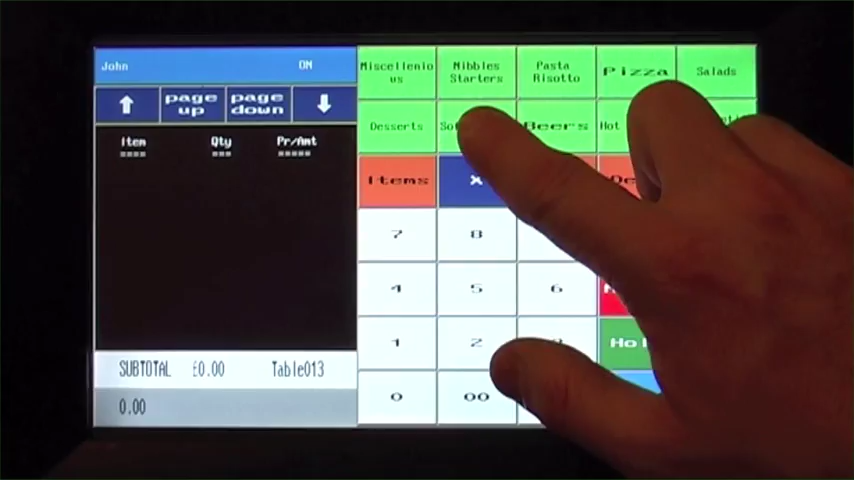 John ON
page up
page down
Item Qty Pr/Amt
SUBTOTAL £0.00 Table013
0.00
Miscellenio
us
Nibbles
Starters
Pasta
Risotto
Pizza
Salads
Desserts
Beers
Hot
Items
X
7
8
4
5
6
1
2
0
00